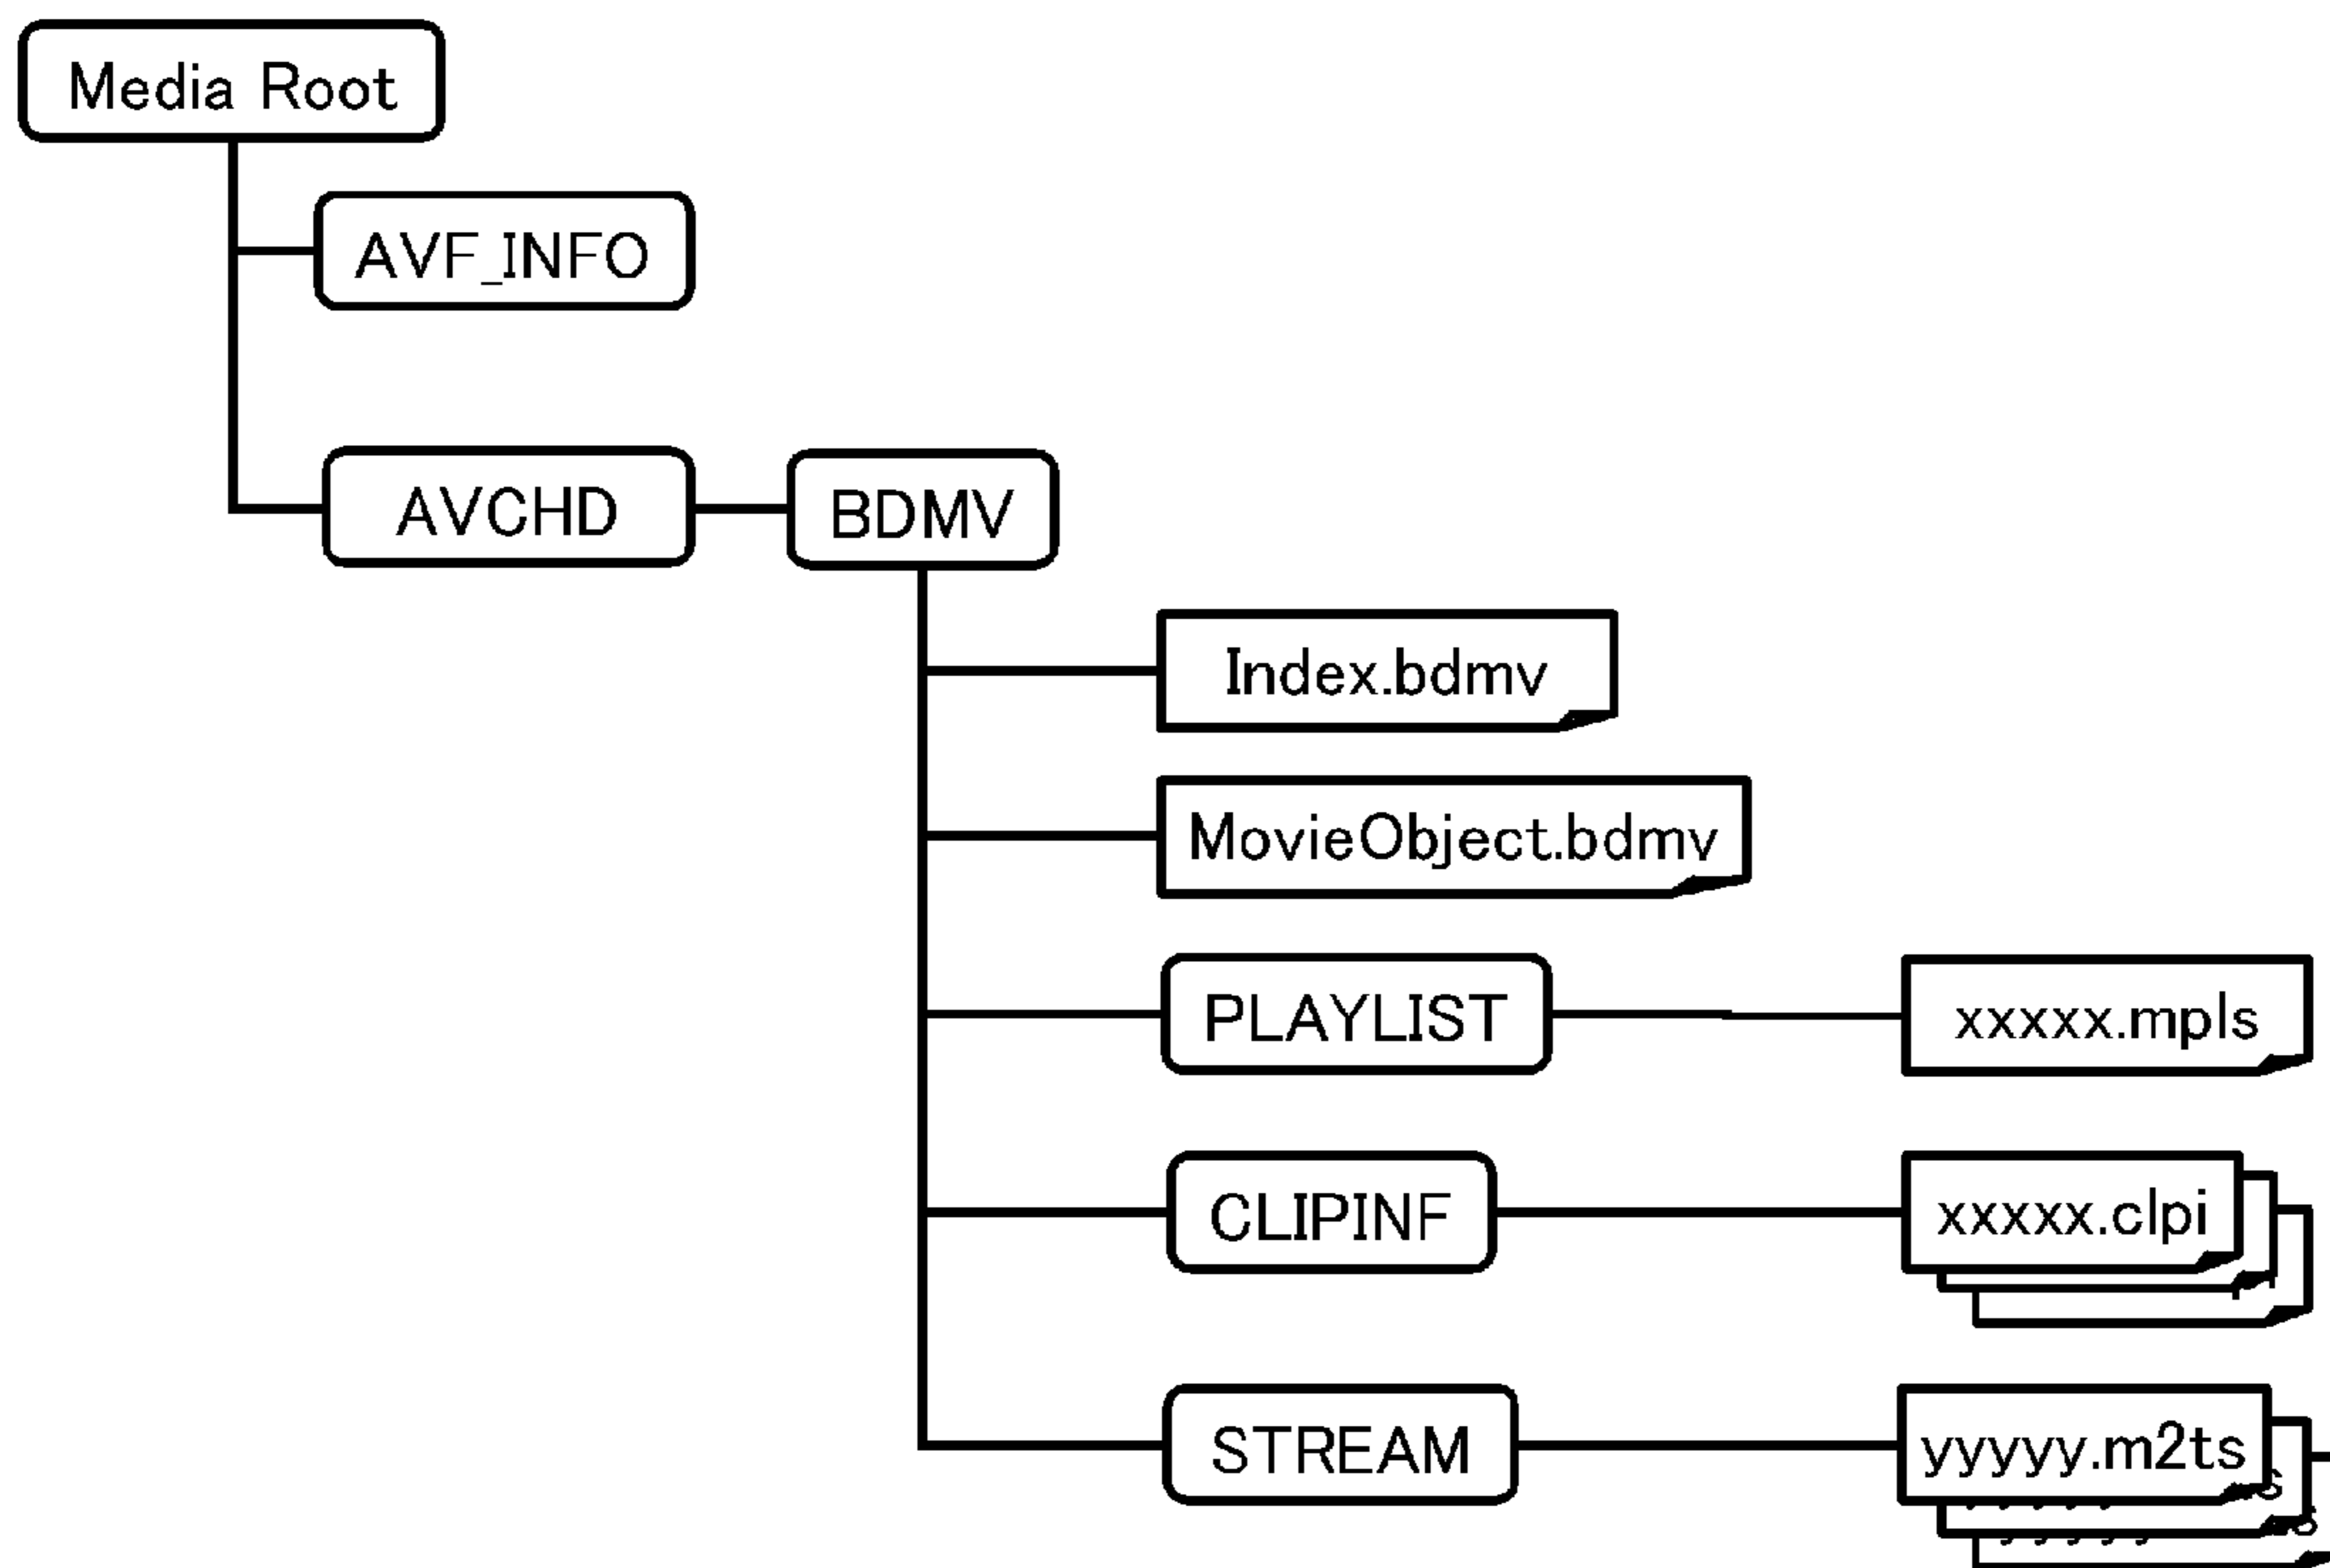 Media Root
AVF_INFO
AVCHD
BDMV
Index.bdmv
MovieObject.bdmv
PLAYLIST
xxxxx.mpls
CLIPINF
xxxxx.clpi
STREAM
yyyyy.m2ts